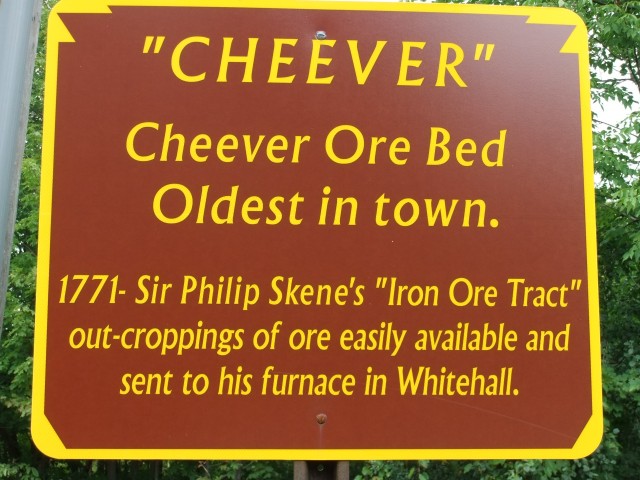 "CHEEVER"
Cheever Ore Bed
Oldest in town.
1771- Sir Philip Skene's "Iron Ore Tract"
out-croppings of ore easily available and
sent to his furnace in Whitehall.